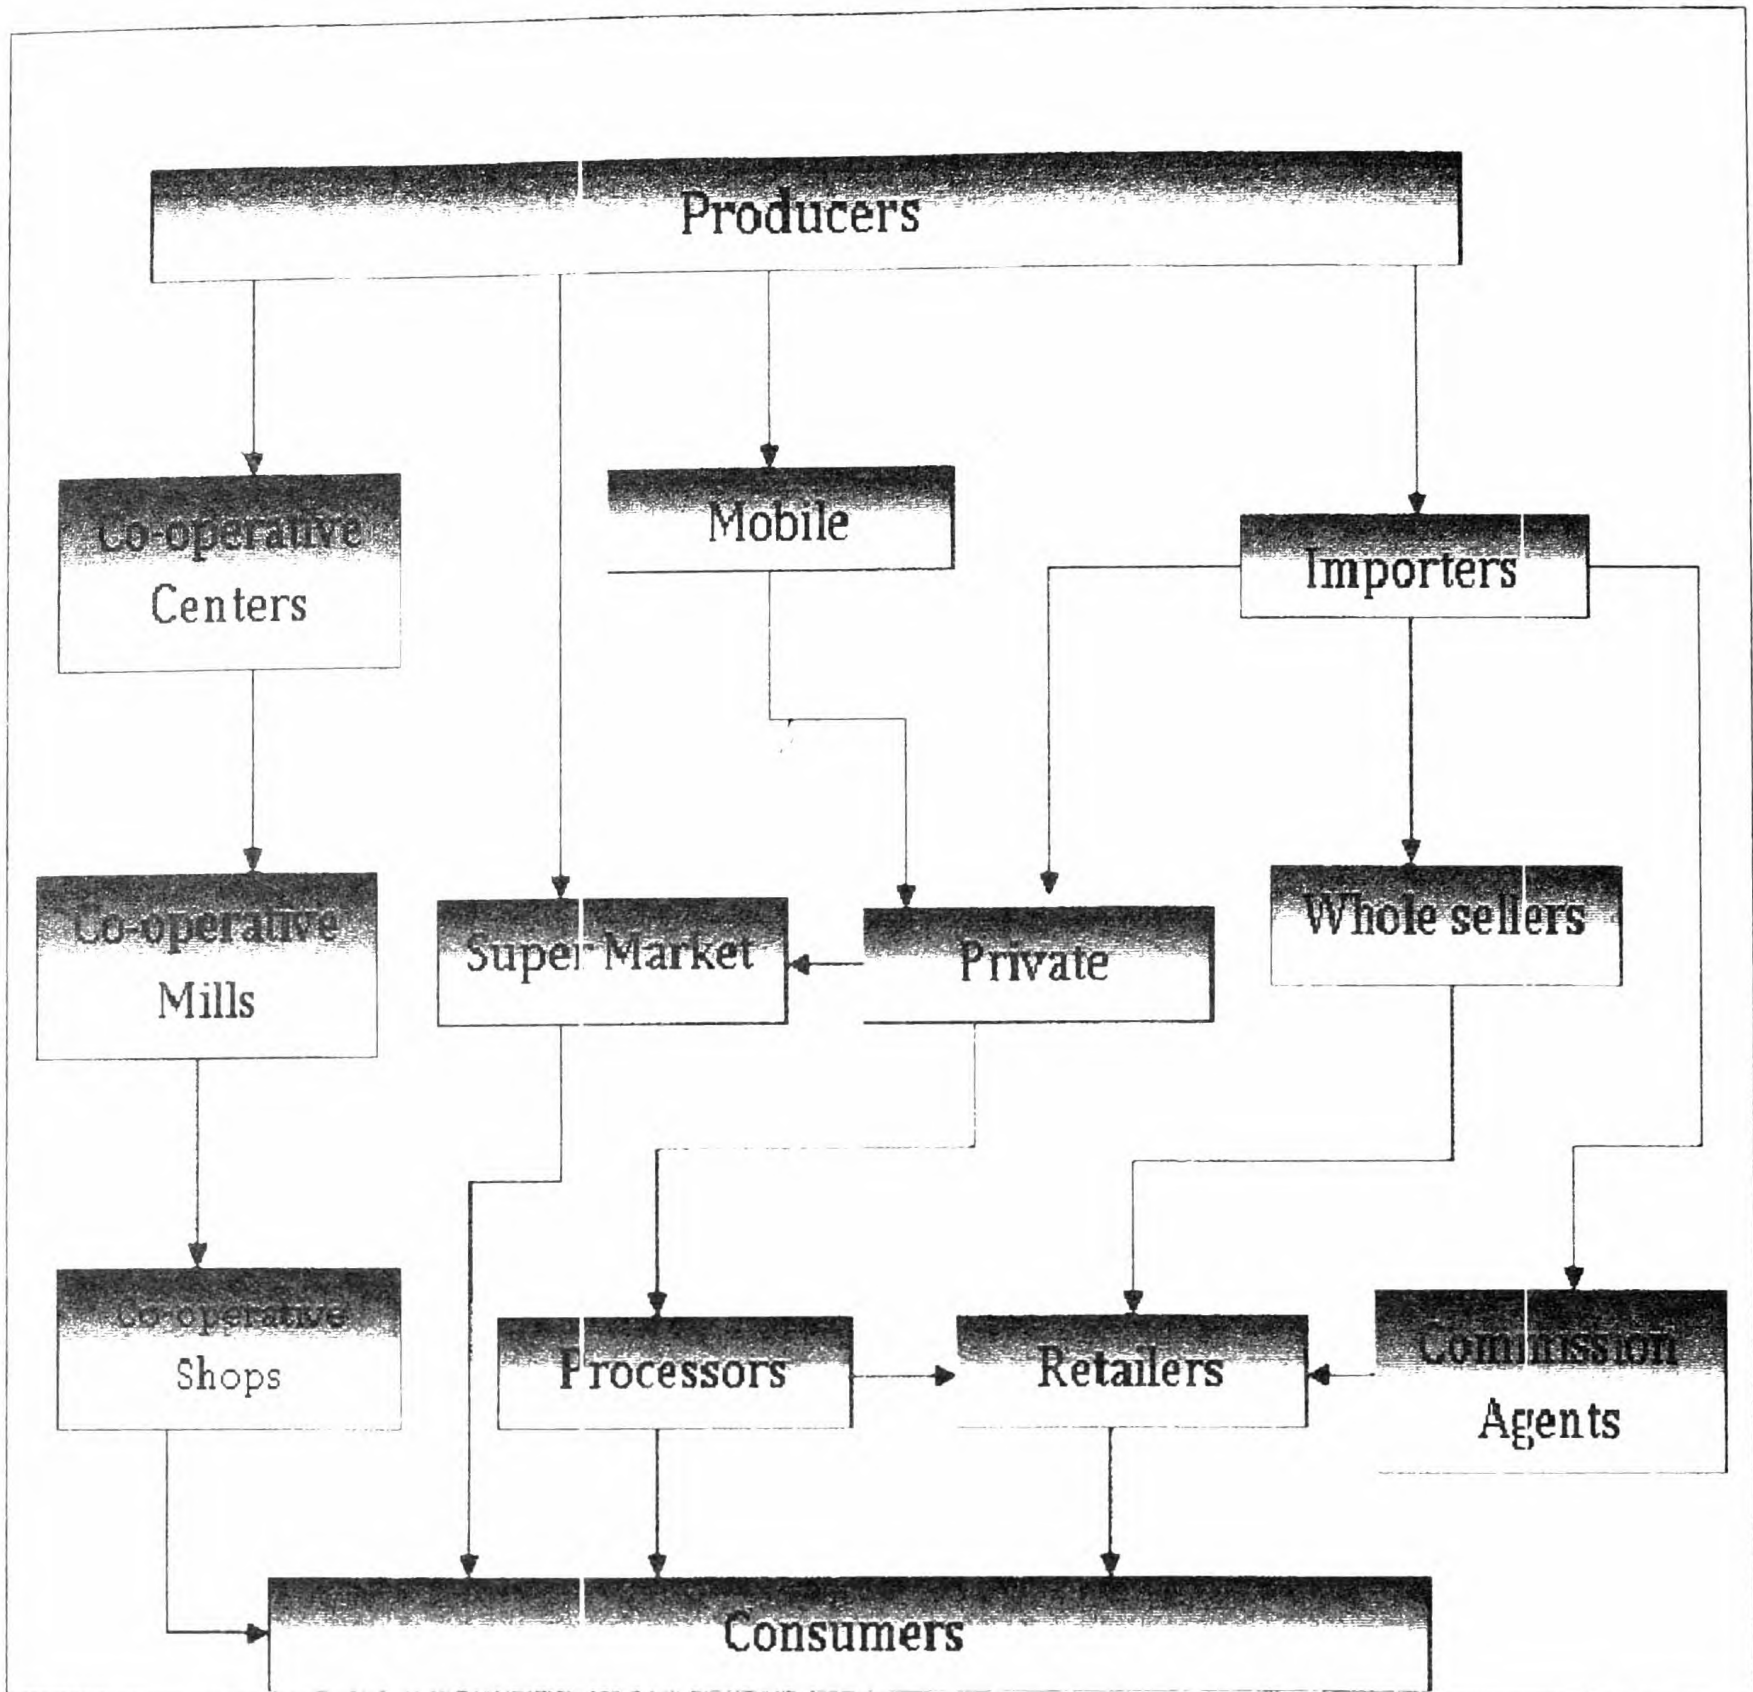 Producers
Mobile
Co-operative
Centers
Importers
Co-operative
Mills
Super Market
Private
Whole sellers
Co-operative
Shops
Processors
Retailers
Commission
Agents
Consumers